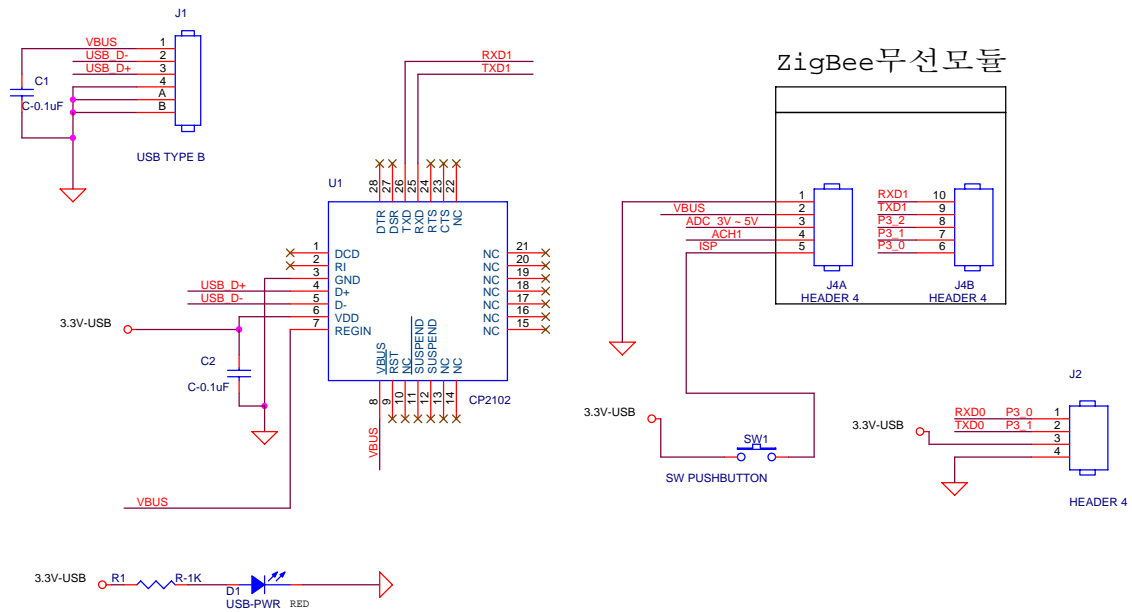 J1
VBUS 1
USB_D- 2
USB_D+ 3
4
A
B
C1
C-0.1uF
USB TYPE B
RXD1
TXD1
U1
28 27 26 25 24 23 22
DTR DSR TXD RXD RTS CTS NC
1 DCD
2 RI
3 GND
USB_D+ 4 D+
USB_D- 5 D-
6 VDD
7 REGIN
NC 21
NC 20
NC 19
NC 18
NC 17
NC 16
NC 15
VBUS RST NC SUSPEND SUSPEND NC NC
8 9 10 11 12 13 14
CP2102
VBUS
3.3V-USB
C2
C-0.1uF
VBUS
3.3V-USB
R1
R-1K
D1
USB-PWR
RED
ZigBee무선모듈
1
VBUS 2
ADC 3V ~ 5V 3
ACH1 4
ISP 5
J4A
HEADER 4
RXD1 10
TXD1 9
P3_2 8
P3_1 7
P3_0 6
J4B
HEADER 4
3.3V-USB
SW1
SW PUSHBUTTON
J2
RXD0 P3_0 1
TXD0 P3_1 2
3.3V-USB 3
4
HEADER 4